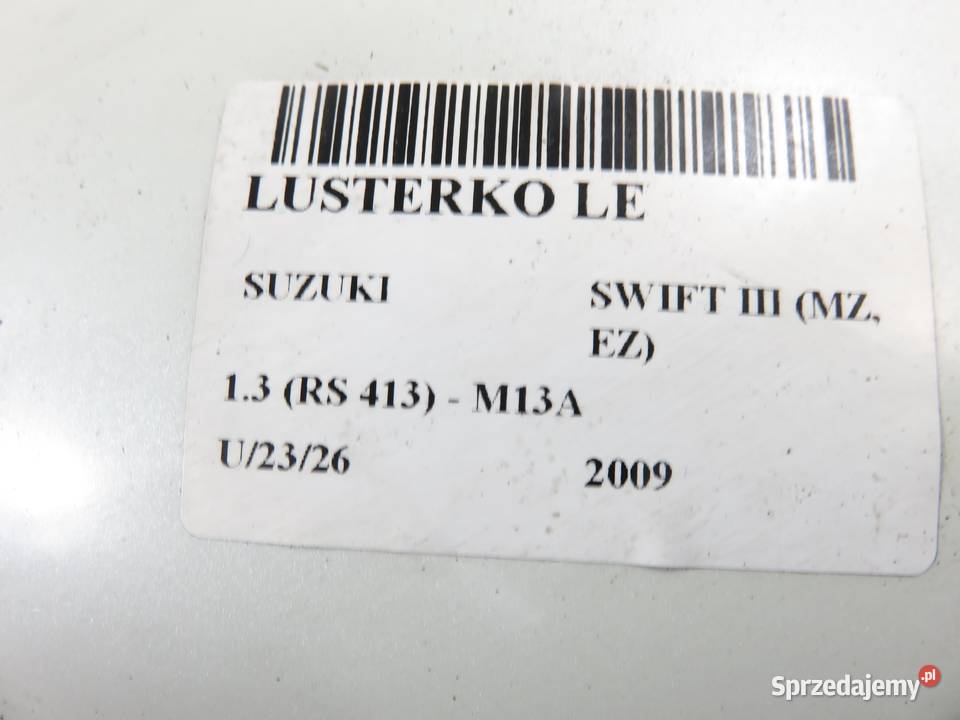 LUSTERKO LE
SUZUKI SWIFT III (MZ,
EZ)
1.3 (RS 413) - M13A
U/23/26 2009
Sprzedajemy.pl